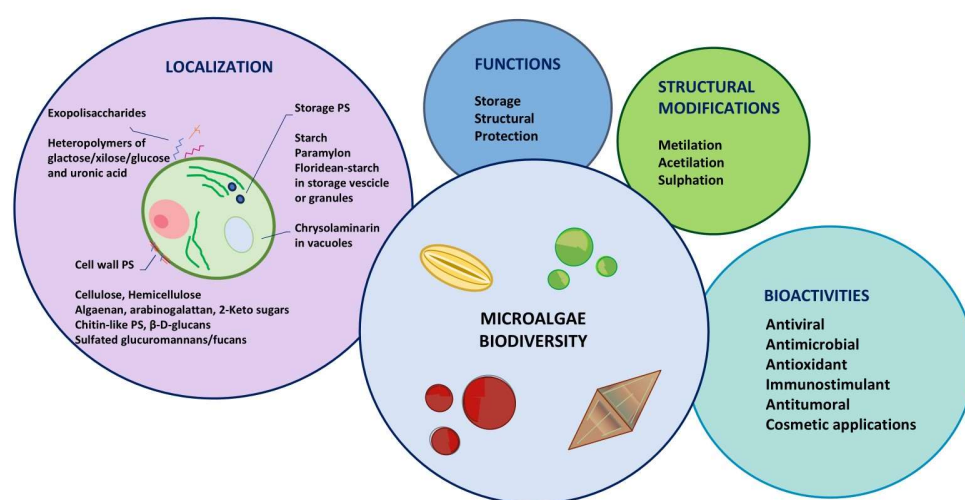 LOCALIZATION
Exopolisaccharides
Heteropolymers of
glactose/xilose/glucose
and uronic acid
Storage PS
Starch
Paramylon
Floridean-starch
in storage vescicle
or granules
Chrysolaminarin
in vacuoles
Cell wall PS
Cellulose, Hemicellulose
Algaenan, arabinogalattan, 2-Keto sugars
Chitin-like PS, β-D-glucans
Sulfated glucuromannans/fucans
FUNCTIONS
Storage
Structural
Protection
STRUCTURAL
MODIFICATIONS
Metilation
Acetilation
Sulphation
MICROALGAE
BIODIVERSITY
BIOACTIVITIES
Antiviral
Antimicrobial
Antioxidant
Immunostimulant
Antitumoral
Cosmetic applications